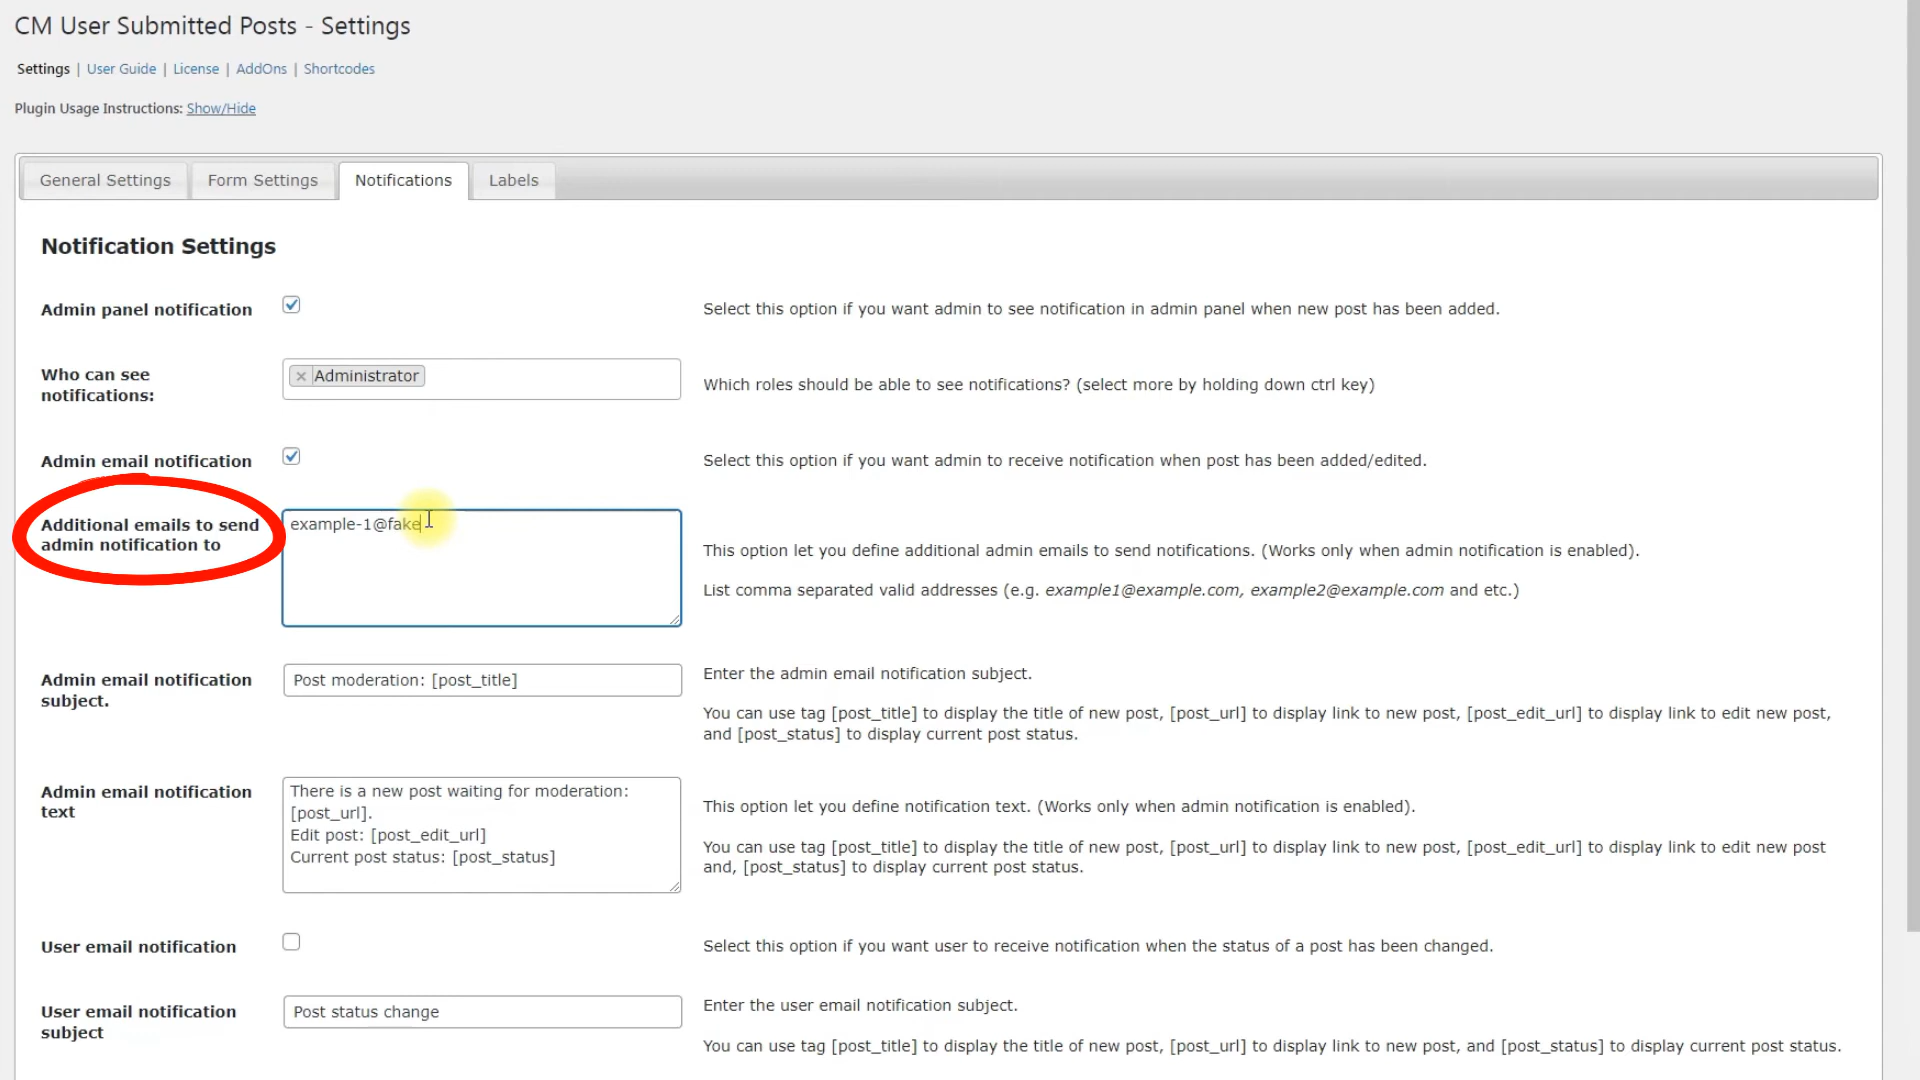 CM User Submitted Posts - Settings
Settings | User Guide | License | AddOns | Shortcodes
Plugin Usage Instructions: Show/Hide
General Settings Form Settings Notifications Labels
Notification Settings
Admin panel notification
Select this option if you want admin to see notification in admin panel when new post has been added.
Who can see
notifications:
× Administrator
Which roles should be able to see notifications? (select more by holding down ctrl key)
Admin email notification
Select this option if you want admin to receive notification when post has been added/edited.
Additional emails to send
admin notification to
example-1@fake
This option let you define additional admin emails to send notifications. (Works only when admin notification is enabled).
List comma separated valid addresses (e.g. example1@example.com, example2@example.com and etc.)
Admin email notification
subject.
Post moderation: [post_title]
Enter the admin email notification subject.
You can use tag [post_title] to display the title of new post, [post_url] to display link to new post, [post_edit_url] to display link to edit new post,
and [post_status] to display current post status.
Admin email notification
text
There is a new post waiting for moderation:
[post_url].
Edit post: [post_edit_url]
Current post status: [post_status]
This option let you define notification text. (Works only when admin notification is enabled).
You can use tag [post_title] to display the title of new post, [post_url] to display link to new post, [post_edit_url] to display link to edit new post
and, [post_status] to display current post status.
User email notification
Select this option if you want user to receive notification when the status of a post has been changed.
User email notification
subject
Post status change
Enter the user email notification subject.
You can use tag [post_title] to display the title of new post, [post_url] to display link to new post, and [post_status] to display current post status.